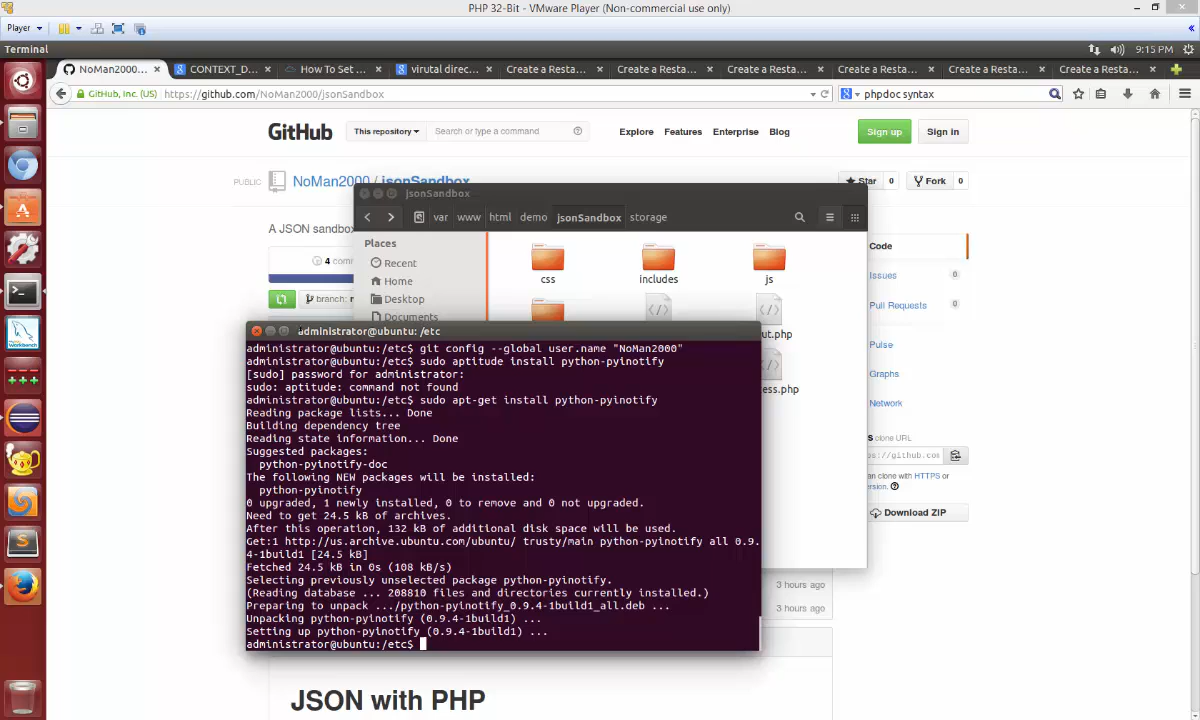 PHP 32-Bit - VMware Player (Non-commercial use only)
Player
Terminal
9:15 PM
NoMan2000...
CONTEXT_D...
How To Set ...
virutal direc...
Create a Resta...
Create a Resta...
Create a Resta...
Create a Resta...
Create a Resta...
Create a Resta...
GitHub, Inc. (US)
https://github.com/NoMan2000/jsonSandbox
phpdoc syntax
GitHub
This repository
Search or type a command
Explore
Features
Enterprise
Blog
Sign up
Sign in
PUBLIC
NoMan2000 / jsonSandbox
Star
0
Fork
0
A JSON sandbox
4 comm
branch:
Code
Issues
0
Pull Requests
0
Pulse
Graphs
Network
clone URL
an clone with HTTPS or
Download ZIP
3 hours ago
3 hours ago
JSON with PHP
jsonSandbox
var
www
html
demo
jsonSandbox
storage
Places
Recent
Home
Desktop
Documents
css
includes
js
ut.php
ess.php
administrator@ubuntu: /etc
administrator@ubuntu:/etc$ git config --global user.name "NoMan2000"
administrator@ubuntu:/etc$ sudo aptitude install python-pyinotify
[sudo] password for administrator:
sudo: aptitude: command not found
administrator@ubuntu:/etc$ sudo apt-get install python-pyinotify
Reading package lists... Done
Building dependency tree
Reading state information... Done
Suggested packages:
python-pyinotify-doc
The following NEW packages will be installed:
python-pyinotify
0 upgraded, 1 newly installed, 0 to remove and 0 not upgraded.
Need to get 24.5 kB of archives.
After this operation, 132 kB of additional disk space will be used.
Get:1 http://us.archive.ubuntu.com/ubuntu/ trusty/main python-pyinotify all 0.9.
4-1build1 [24.5 kB]
Fetched 24.5 kB in 0s (108 kB/s)
Selecting previously unselected package python-pyinotify.
(Reading database ... 208810 files and directories currently installed.)
Preparing to unpack .../python-pyinotify_0.9.4-1build1_all.deb ...
Unpacking python-pyinotify (0.9.4-1build1) ...
Setting up python-pyinotify (0.9.4-1build1) ...
administrator@ubuntu:/etc$